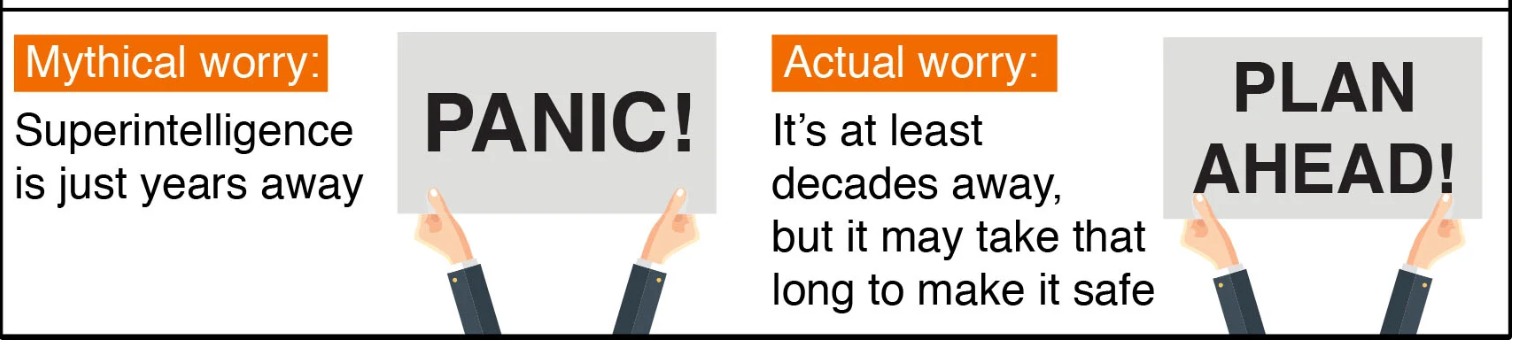 Mythical worry:
Superintelligence
is just years away
PANIC!
Actual worry:
It’s at least
decades away,
but it may take that
long to make it safe
PLAN
AHEAD!